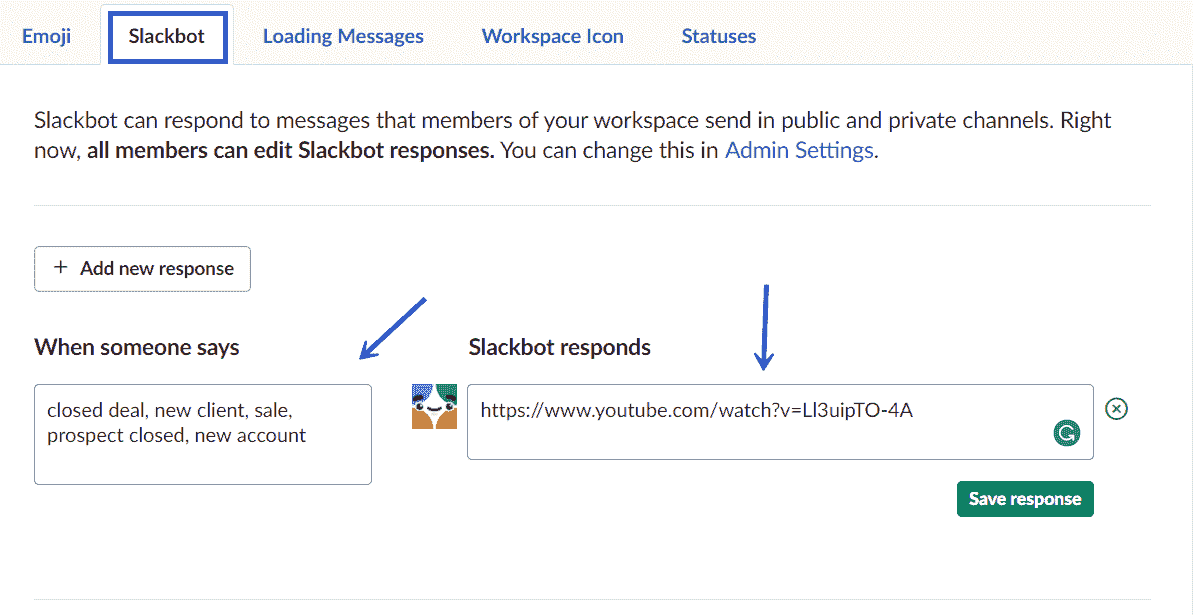 Emoji
Slackbot
Loading Messages
Workspace Icon
Statuses
Slackbot can respond to messages that members of your workspace send in public and private channels. Right
now, all members can edit Slackbot responses. You can change this in Admin Settings.
+ Add new response
When someone says
Slackbot responds
closed deal, new client, sale,
prospect closed, new account
https://www.youtube.com/watch?v=Ll3uipTO-4A
Save response